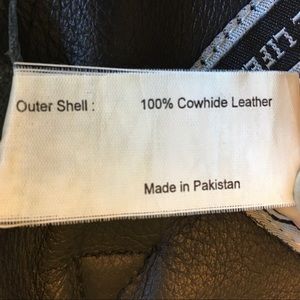 Outer Shell : 100% Cowhide Leather
Made in Pakistan